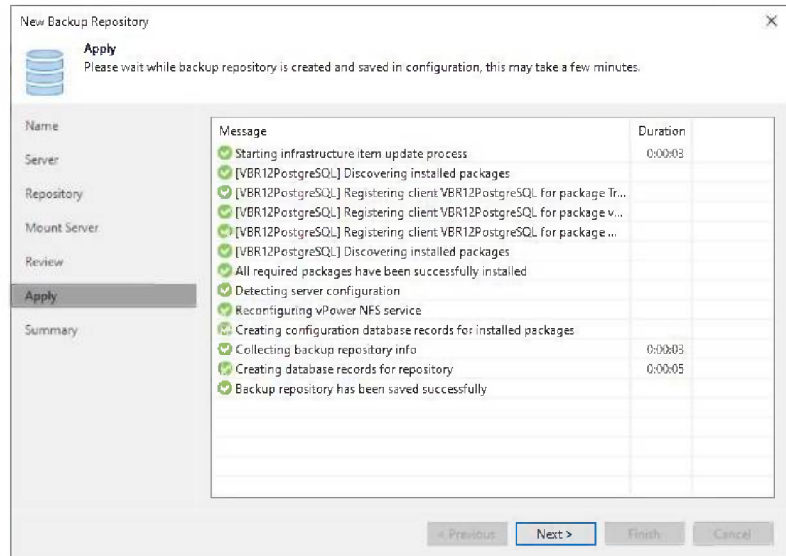 New Backup Repository
Apply
Please wait while backup repository is created and saved in configuration, this may take a few minutes.
Name
Server
Repository
Mount Server
Review
Apply
Summary
Message Duration
Starting infrastructure item update process 0:00:03
[VBR12PostgreSQL] Discovering installed packages
[VBR12PostgreSQL] Registering client VBR12PostgreSQL for package Tr...
[VBR12PostgreSQL] Registering client VBR12PostgreSQL for package v...
[VBR12PostgreSQL] Registering client VBR12PostgreSQL for package ...
[VBR12PostgreSQL] Discovering installed packages
All required packages have been successfully installed
Detecting server configuration
Reconfiguring vPower NFS service
Creating configuration database records for installed packages
Collecting backup repository info 0:00:03
Creating database records for repository 0:00:05
Backup repository has been saved successfully
< Previous Next > Finish Cancel